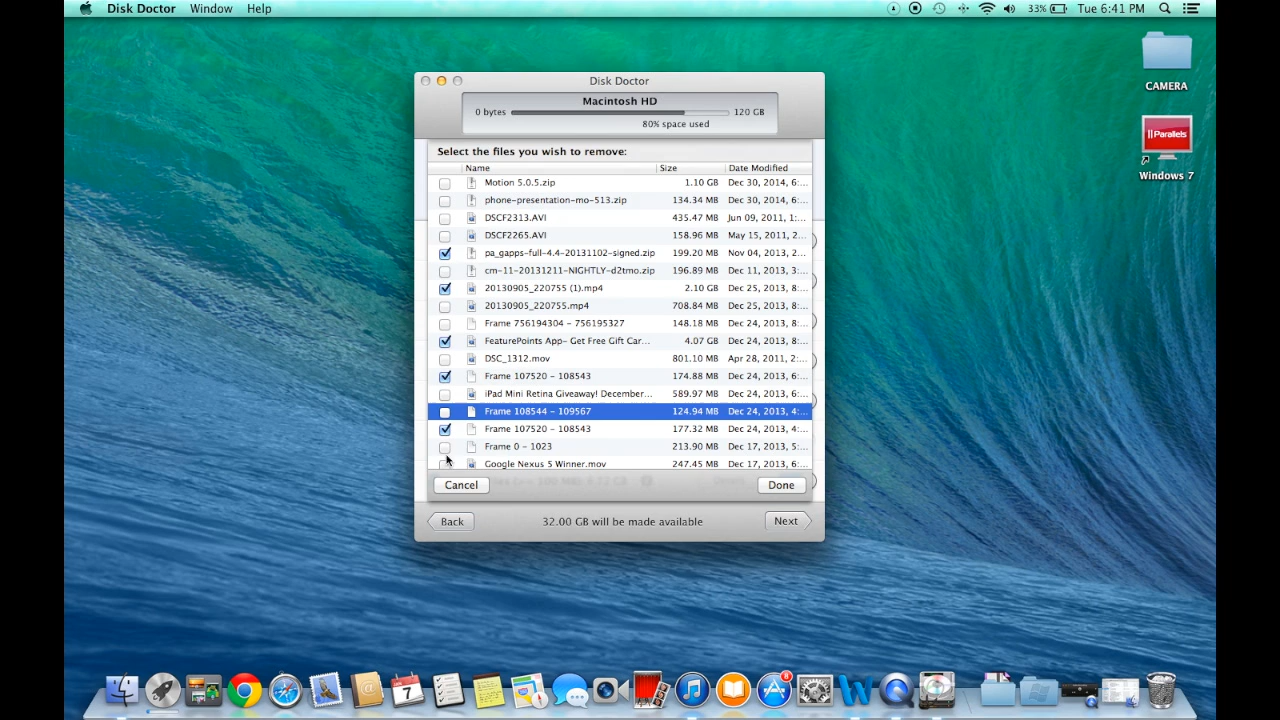 Disk Doctor Window Help 33% Tue 6:41 PM
CAMERA
Parallels
Windows 7
Disk Doctor
Macintosh HD
0 bytes 120 GB
80% space used
Select the files you wish to remove:
Name Size Date Modified
Motion 5.0.5.zip 1.10 GB Dec 30, 2014, 6:...
phone-presentation-mo-513.zip 134.34 MB Dec 30, 2014, 6:...
DSCF2313.AVI 435.47 MB Jun 09, 2011, 1:...
DSCF2265.AVI 158.96 MB May 15, 2011, 2...
pa_gapps-full-4.4-20131102-signed.zip 199.20 MB Nov 04, 2013, 2...
cm-11-20131211-NIGHTLY-d2tmo.zip 196.89 MB Dec 11, 2013, 3:...
20130905_220755 (1).mp4 2.10 GB Dec 25, 2013, 8:...
20130905_220755.mp4 708.84 MB Dec 25, 2013, 8:...
Frame 756194304 - 756195327 148.18 MB Dec 24, 2013, 8:...
FeaturePoints App- Get Free Gift Car... 4.07 GB Dec 24, 2013, 8:...
DSC_1312.mov 801.10 MB Apr 28, 2011, 2:...
Frame 107520 - 108543 174.88 MB Dec 24, 2013, 6:...
iPad Mini Retina Giveaway! December... 589.97 MB Dec 24, 2013, 6:...
Frame 108544 - 109567 124.94 MB Dec 24, 2013, 4:...
Frame 107520 - 108543 177.32 MB Dec 24, 2013, 4:...
Frame 0 - 1023 213.90 MB Dec 17, 2013, 5:...
Google Nexus 5 Winner.mov 247.45 MB Dec 17, 2013, 6:...
Cancel Done
Back 32.00 GB will be made available Next
7
8